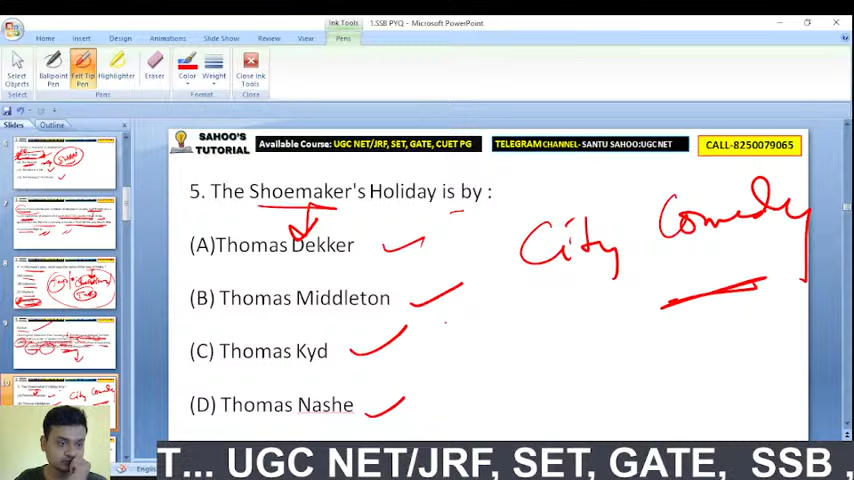 Ink Tools
1.SSB PYQ - Microsoft PowerPoint
Home Insert Design Animations Slide Show Review View Pens
Select Objects
Ballpoint Pen
Felt Tip Pen
Highlighter
Eraser
Color
Weight
Close Ink Tools
Select Pens Format Close
Slides Outline
SAHOO'S TUTORIAL
Available Course: UGC NET/JRF, SET, GATE, CUET PG
TELEGRAM CHANNEL- SANTU SAHOO:UGC NET
CALL-8250079065
5. The Shoemaker's Holiday is by :
City Comedy
(A)Thomas Dekker
(B) Thomas Middleton
(C) Thomas Kyd
(D) Thomas Nashe
T... UGC NET/JRF, SET, GATE, SSB ,